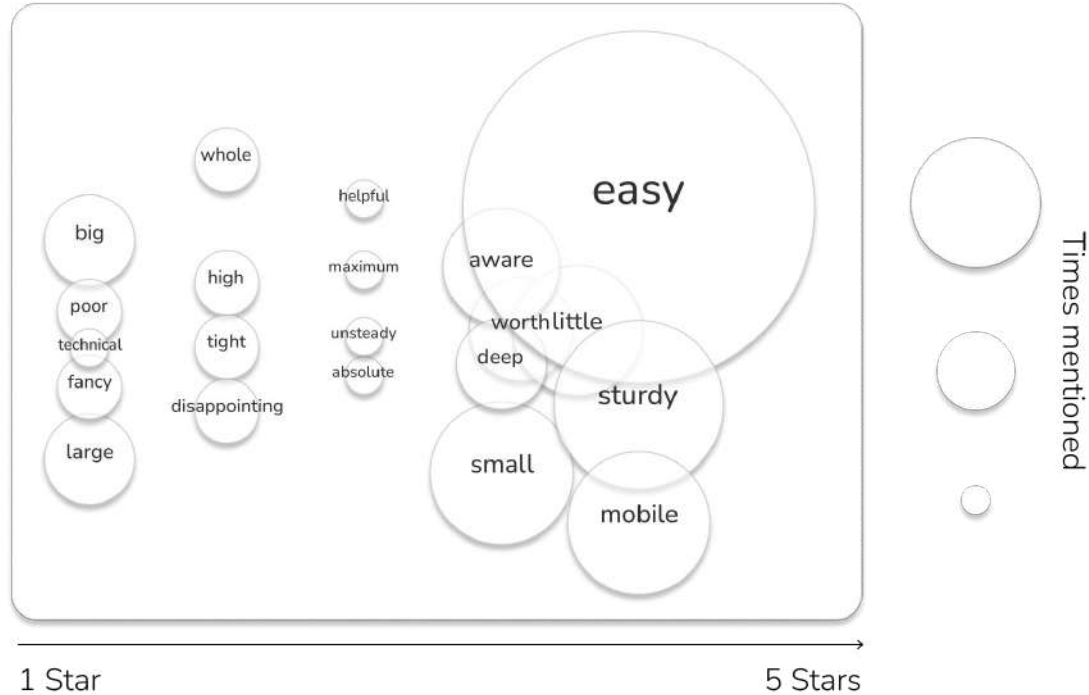 easy
whole
helpful
big
aware
maximum
high
poor
worth
little
unsteady
technical
tight
deep
absolute
fancy
sturdy
disappointing
large
small
mobile
Times mentioned
1 Star
5 Stars